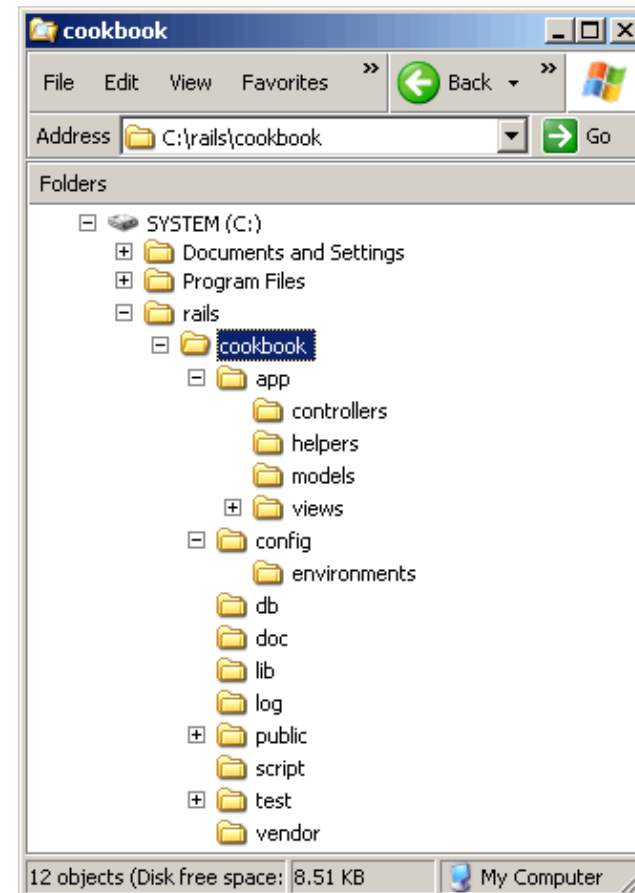 cookbook
File Edit View Favorites » Back »
Address C:\rails\cookbook Go
Folders
SYSTEM (C:)
Documents and Settings
Program Files
rails
cookbook
app
controllers
helpers
models
views
config
environments
db
doc
lib
log
public
script
test
vendor
12 objects (Disk free space: 8.51 KB My Computer